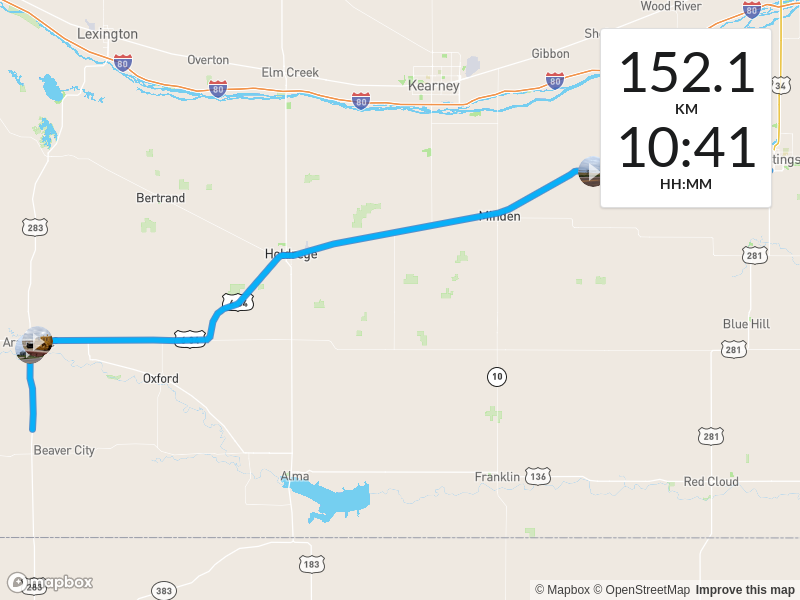 Wood River
80
Lexington
She
80
Overton
Gibbon
Elm Creek
80
80
Kearney
80
34
152.1
KM
10:41
HH:MM
tings
Bertrand
Minden
283
Holdrege
281
Blue Hill
Ar
281
Oxford
10
281
Beaver City
Alma
Franklin
136
Red Cloud
183
283
383
mapbox
© Mapbox © OpenStreetMap Improve this map